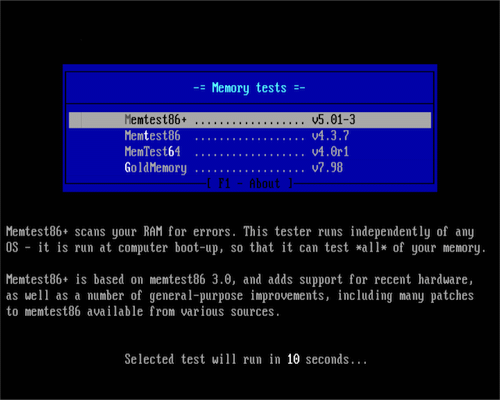 -= Memory tests =-
Memtest86+ .................. v5.01-3
Memtest86 .................. v4.3.7
MemTest64 .................. v4.0r1
GoldMemory .................. v7.98
[ F1 - About ]
Memtest86+ scans your RAM for errors. This tester runs independently of any
OS - it is run at computer boot-up, so that it can test *all* of your memory.
Memtest86+ is based on memtest86 3.0, and adds support for recent hardware,
as well as a number of general-purpose improvements, including many patches
to memtest86 available from various sources.
Selected test will run in 10 seconds...